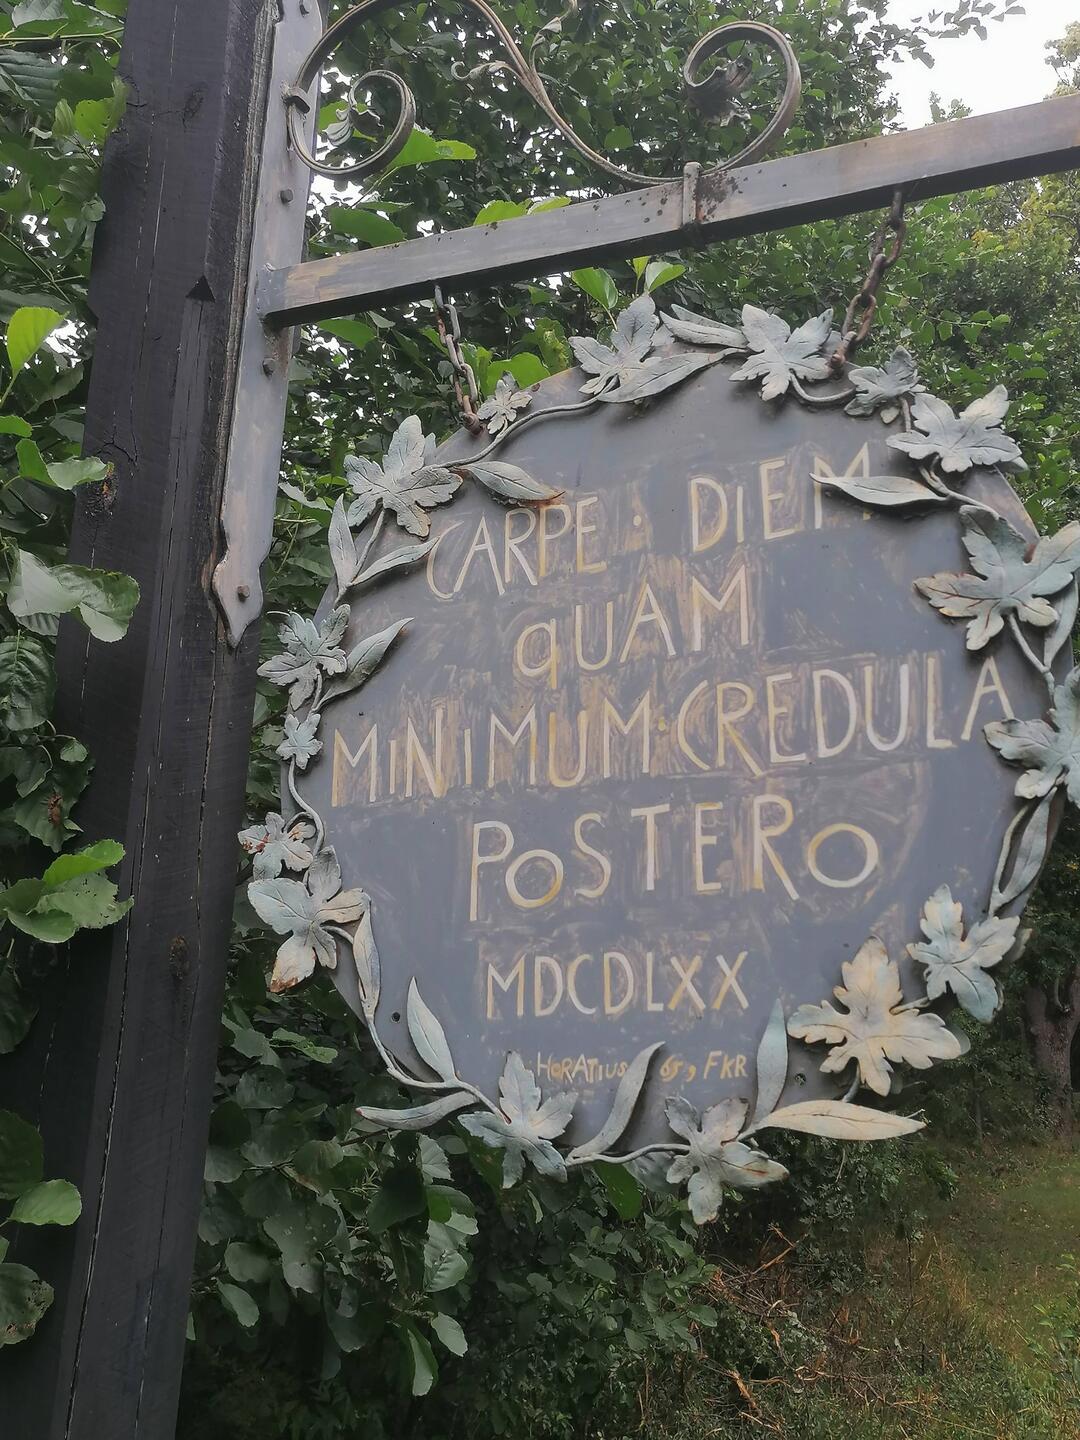 CARPE · DIEM
qUAM
MINIMUM·CREDULA
POSTERO
MDCDLXX
HORATIUS 65, FKR